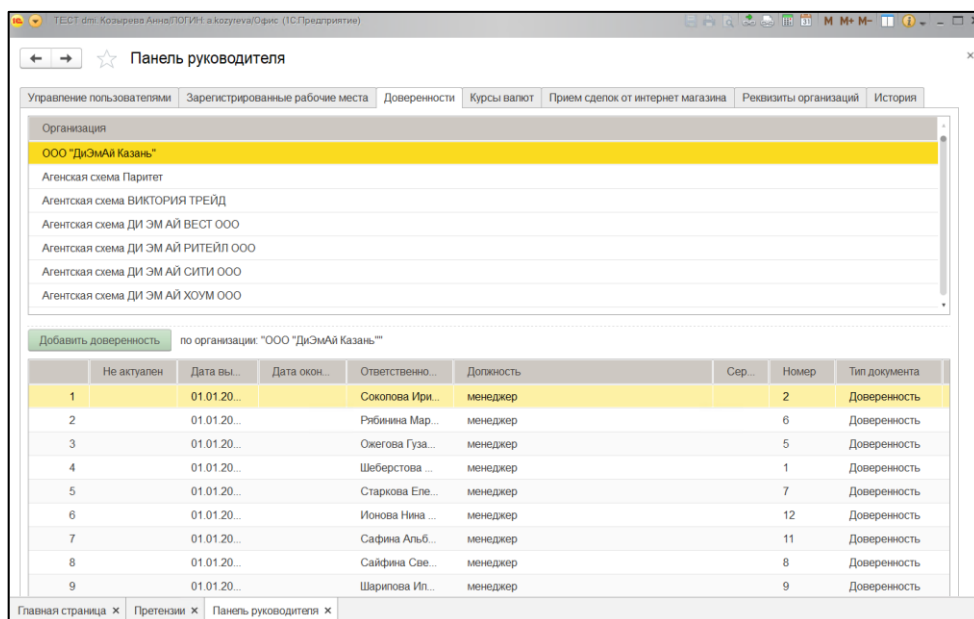 ТЕСТ dmi. Козырева Анна/ЛОГИН: a.kozyreva/Офис (1С:Предприятие) M M+ M-
Панель руководителя
Управление пользователями Зарегистрированные рабочие места Доверенности Курсы валют Прием сделок от интернет магазина Реквизиты организаций История
Организация
ООО "ДиЭмАй Казань"
Агенская схема Паритет
Агентская схема ВИКТОРИЯ ТРЕЙД
Агентская схема ДИ ЭМ АЙ ВЕСТ ООО
Агентская схема ДИ ЭМ АЙ РИТЕЙЛ ООО
Агентская схема ДИ ЭМ АЙ СИТИ ООО
Агентская схема ДИ ЭМ АЙ ХОУМ ООО
Добавить доверенность по организации: "ООО "ДиЭмАй Казань""
Не актуален Дата вы... Дата окон... Ответственно... Должность Сер... Номер Тип документа
1 01.01.20... Соколова Ири... менеджер 2 Доверенность
2 01.01.20... Рябинина Мар... менеджер 6 Доверенность
3 01.01.20... Ожегова Гуза... менеджер 5 Доверенность
4 01.01.20... Шеберстова ... менеджер 1 Доверенность
5 01.01.20... Старкова Еле... менеджер 7 Доверенность
6 01.01.20... Ионова Нина ... менеджер 12 Доверенность
7 01.01.20... Сафина Альб... менеджер 11 Доверенность
8 01.01.20... Сайфина Све... менеджер 8 Доверенность
9 01.01.20... Шарипова Ил... менеджер 9 Доверенность
Главная страница Претензии Панель руководителя